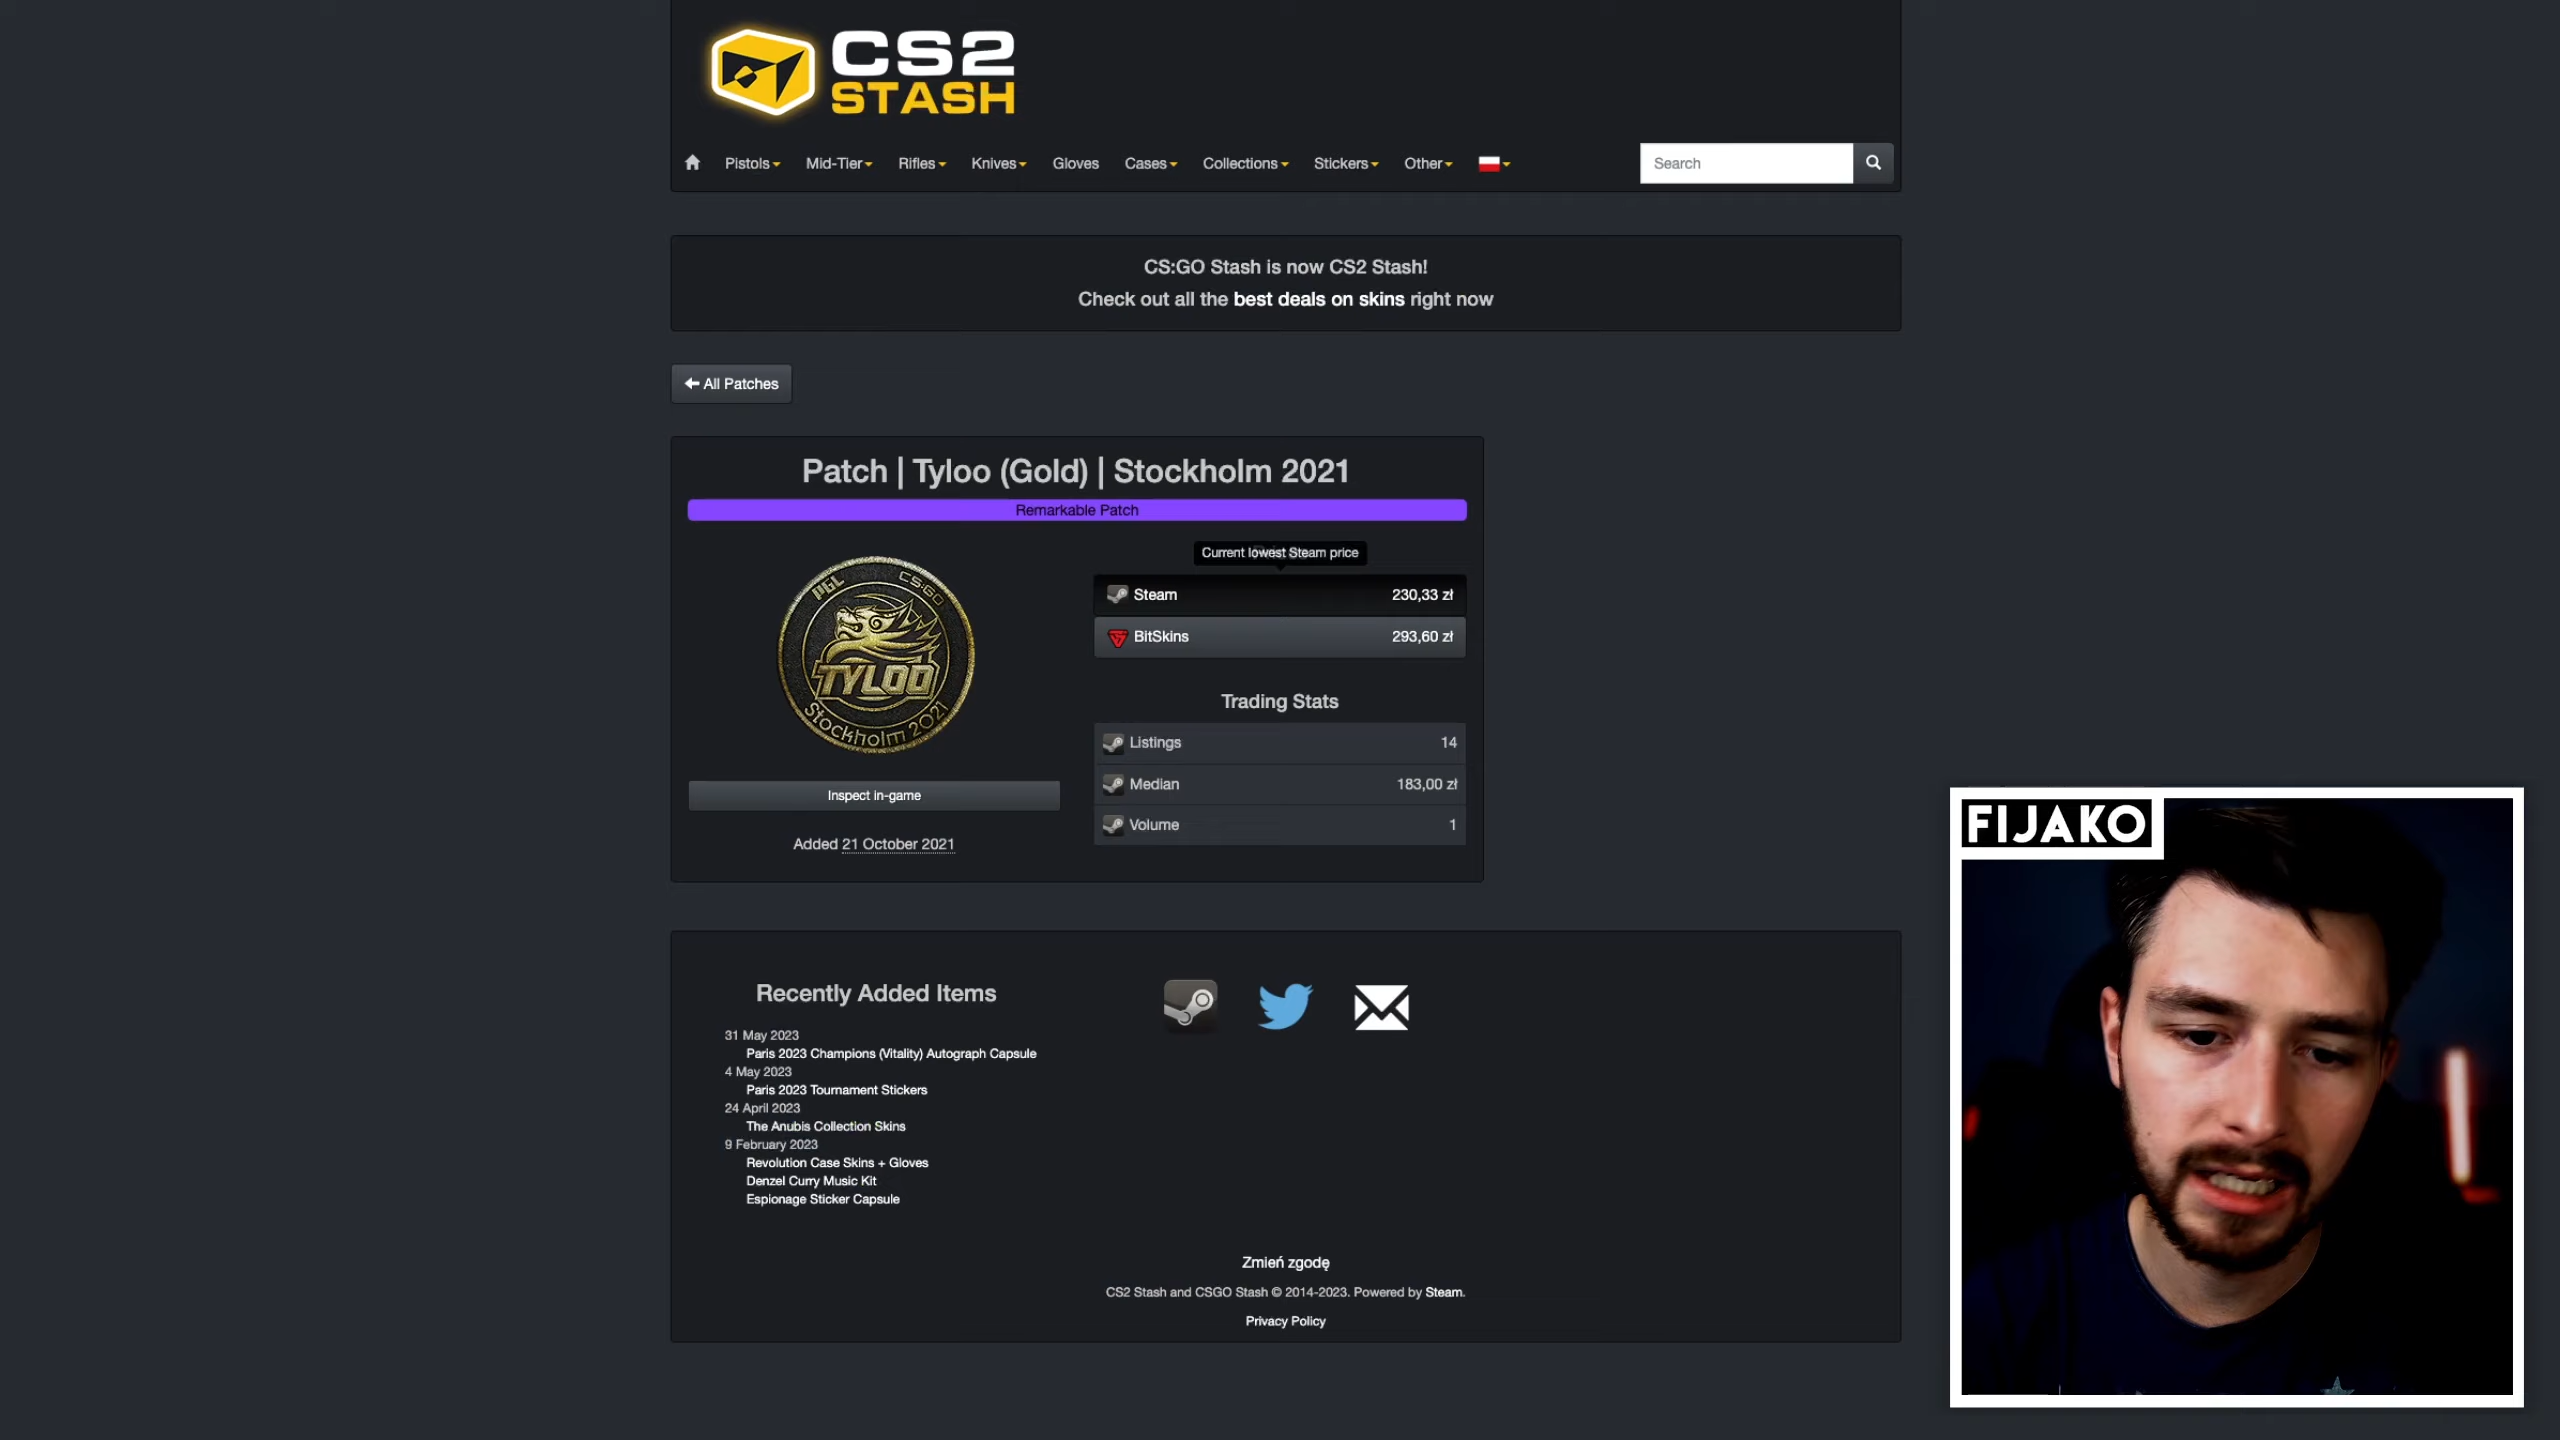 CS2
STASH
Pistols Mid-Tier Rifles Knives Gloves Cases Collections Stickers Other
Search
CS:GO Stash is now CS2 Stash!
Check out all the best deals on skins right now
All Patches
Patch | Tyloo (Gold) | Stockholm 2021
Remarkable Patch
Current lowest Steam price
Steam 230,33 zł
BitSkins 293,60 zł
PGL CS:GO
TYLOO
Stockholm 2021
Trading Stats
Listings 14
Median 183,00 zł
Volume 1
Inspect in-game
Added 21 October 2021
FIJAKO
Recently Added Items
31 May 2023
Paris 2023 Champions (Vitality) Autograph Capsule
4 May 2023
Paris 2023 Tournament Stickers
24 April 2023
The Anubis Collection Skins
9 February 2023
Revolution Case Skins + Gloves
Denzel Curry Music Kit
Espionage Sticker Capsule
Zmień zgodę
CS2 Stash and CSGO Stash © 2014-2023. Powered by Steam.
Privacy Policy